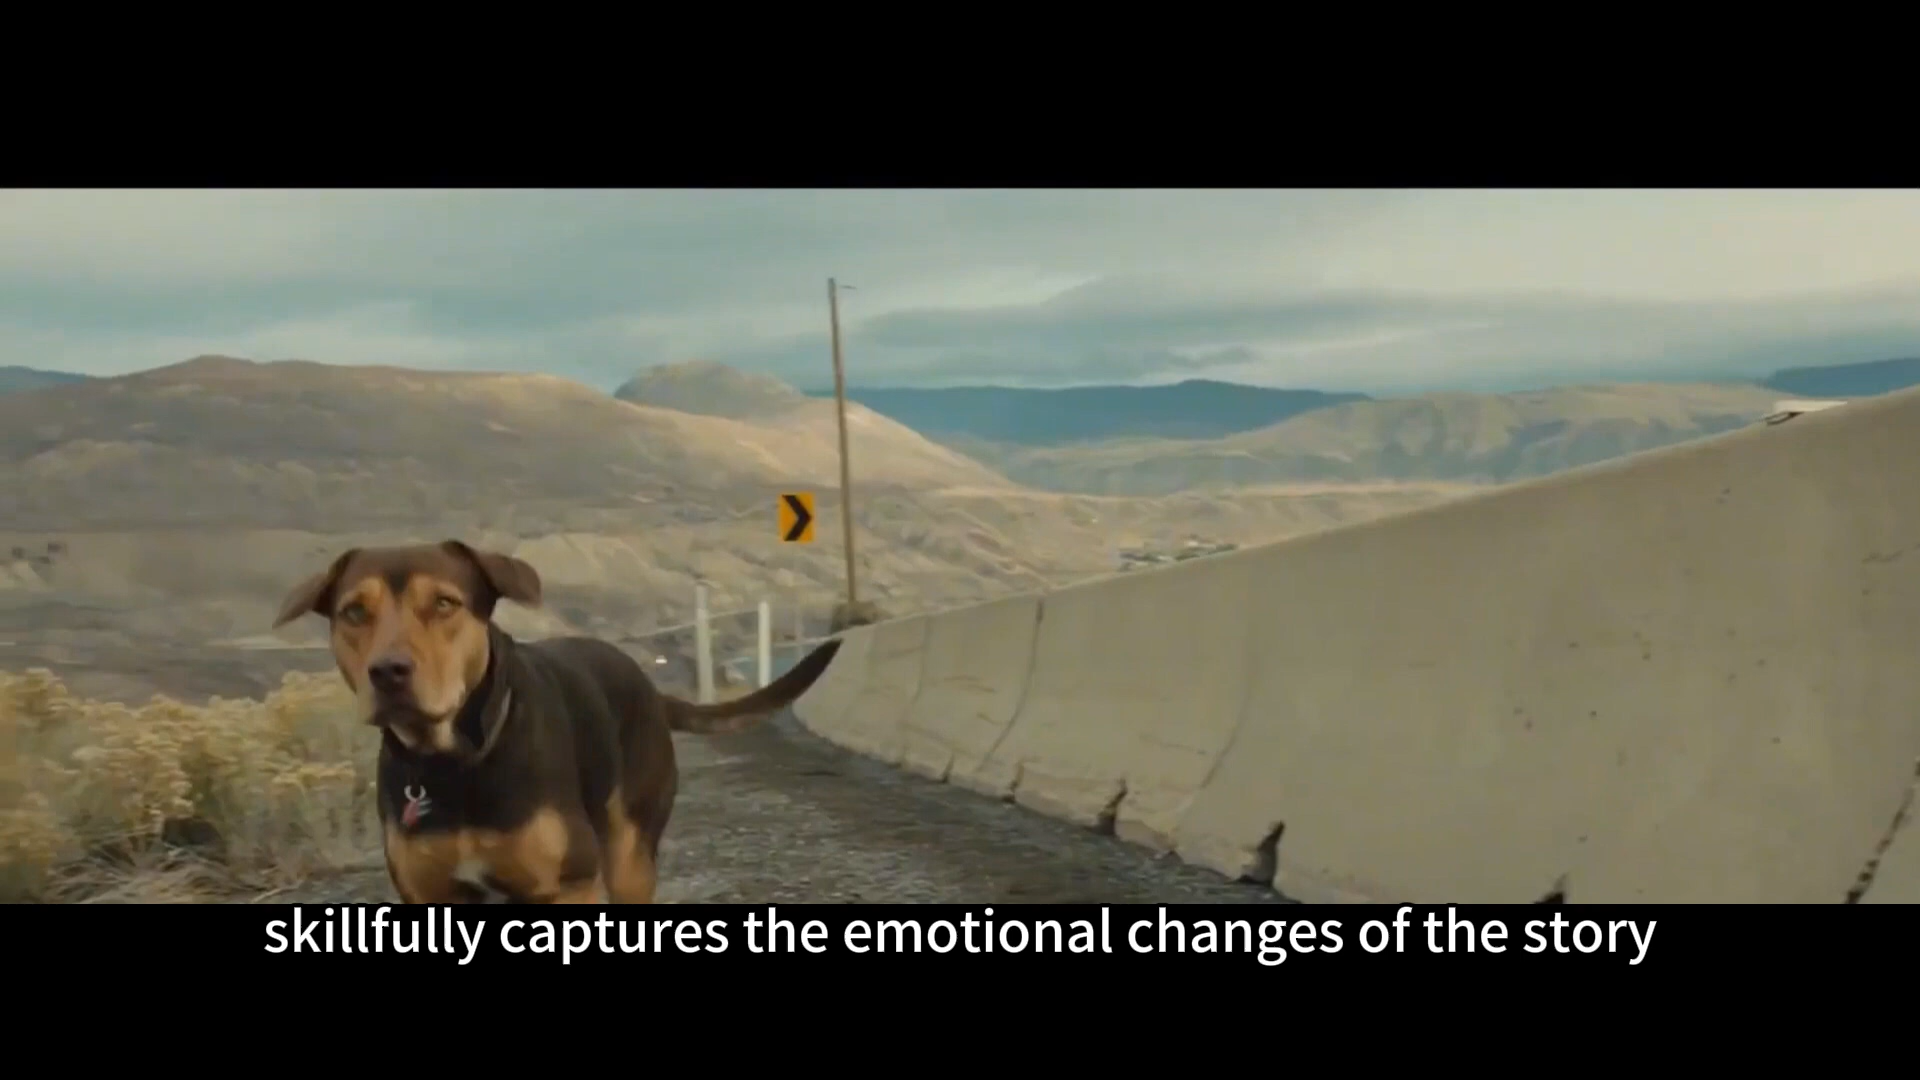 skillfully captures the emotional changes of the story